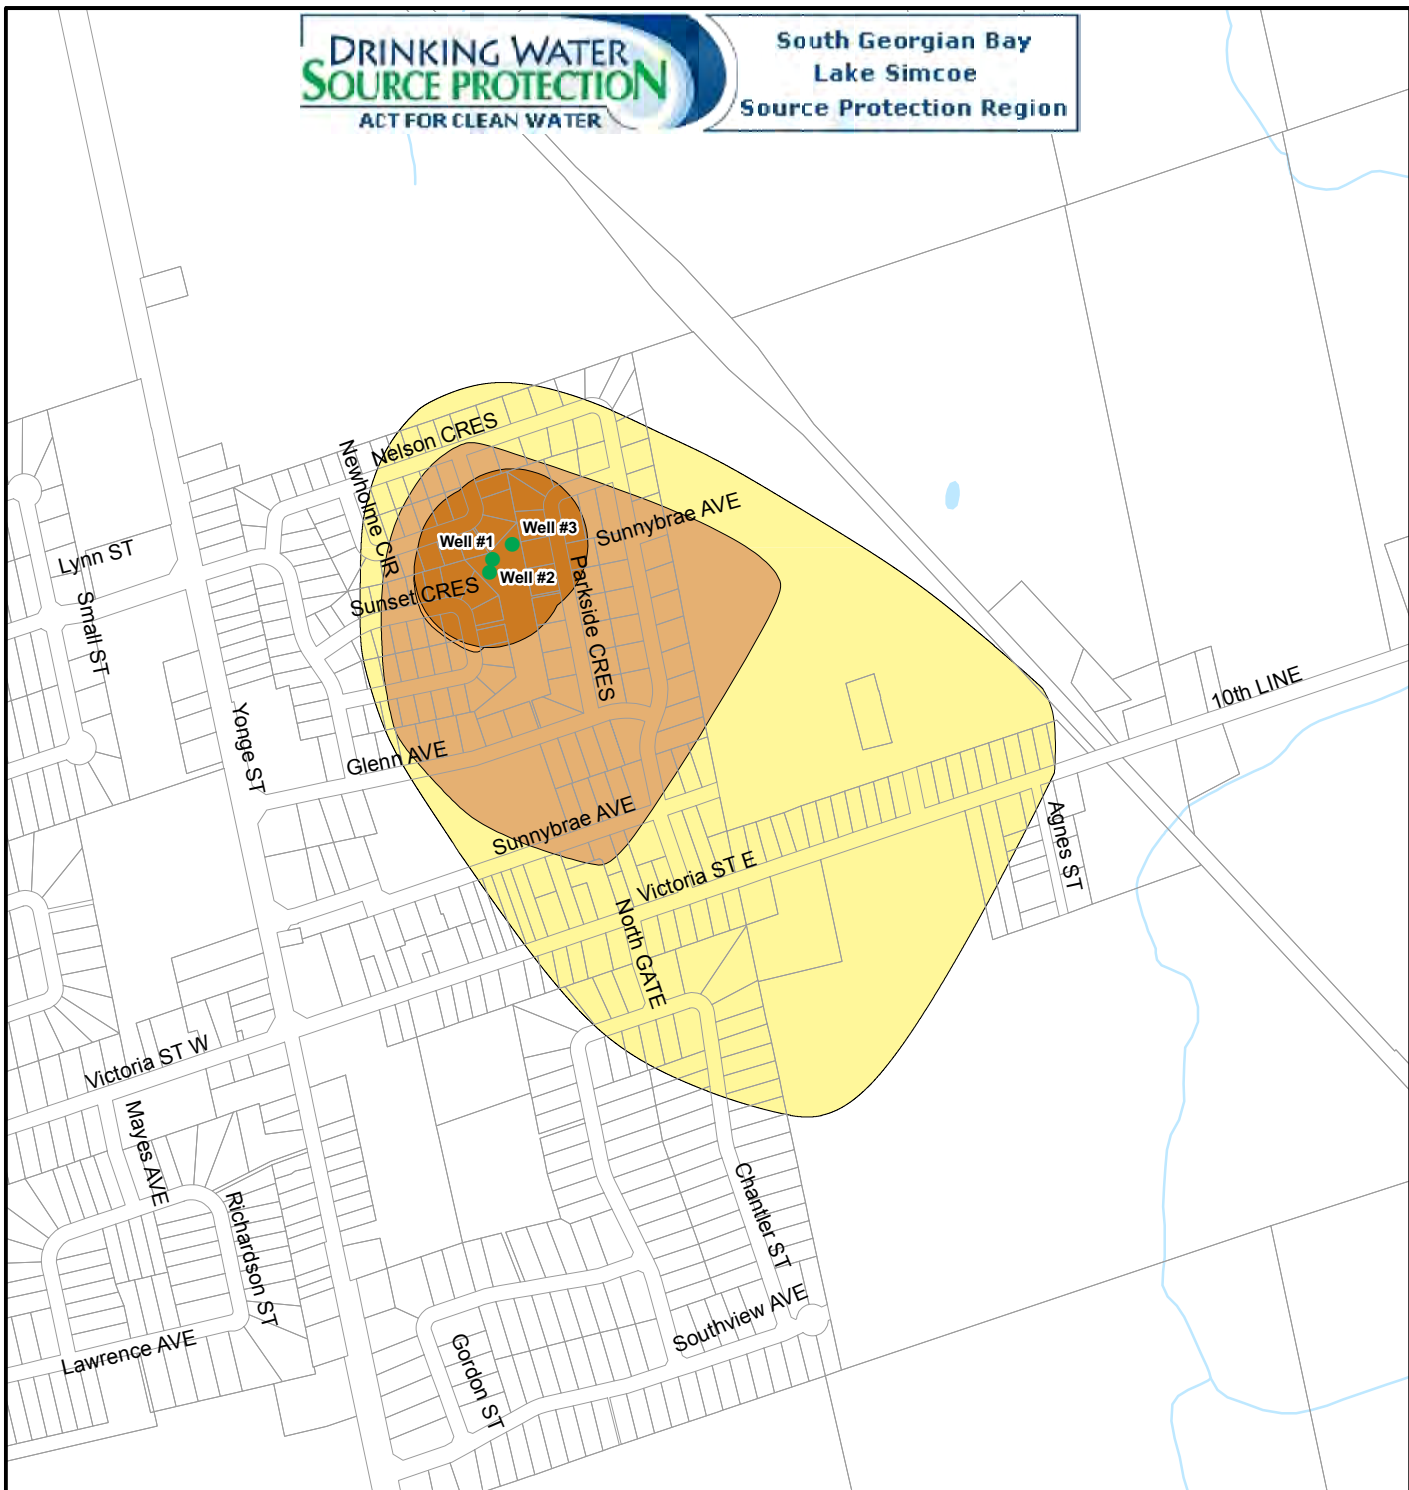 DRINKING WATER
SOURCE PROTECTION
ACT FOR CLEAN WATER
South Georgian Bay
Lake Simcoe
Source Protection Region
Nelson CRES
Newholme CIR
Sunnybrae AVE
Well #3
Well #1
Well #2
Lynn ST
Sunset CRES
Parkside CRES
Small ST
10th LINE
Yonge ST
Glenn AVE
Sunnybrae AVE
Agnes ST
Victoria ST E
North GATE
Victoria ST W
Mayes AVE
Richardson ST
Chantler ST
Southview AVE
Lawrence AVE
Gordon ST